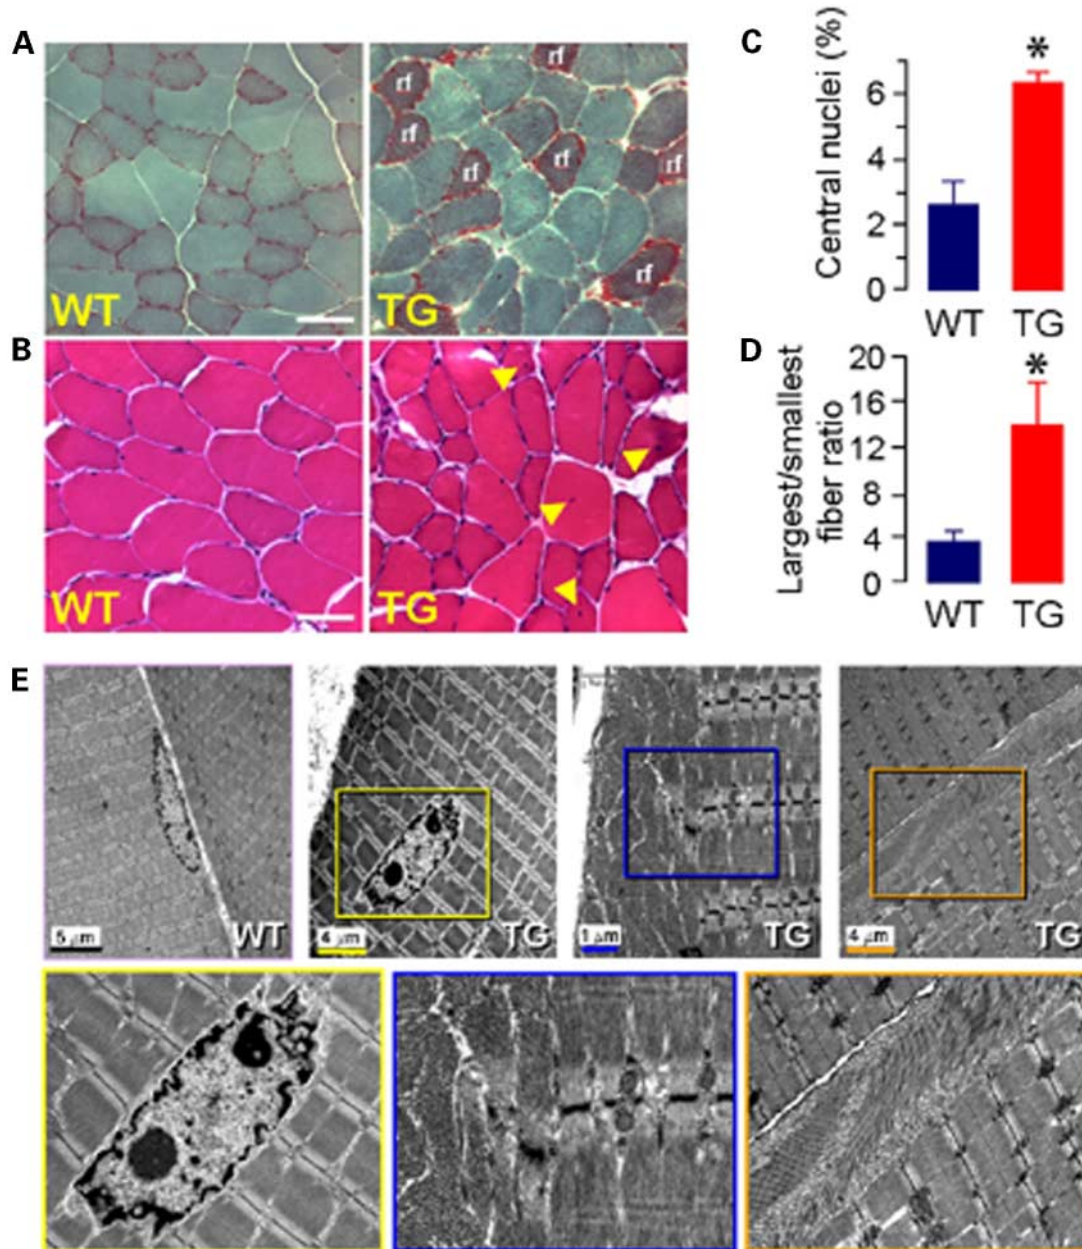 A
WT
TG
rf
rf
rf
rf
rf
rf
rf
B
WT
TG
C
Central nuclei (%)
6
4
2
0
*
WT
TG
D
Largest/smallest
fiber ratio
20
16
12
8
4
0
*
WT
TG
E
5 μm
WT
4 μm
TG
1 μm
TG
4 μm
TG